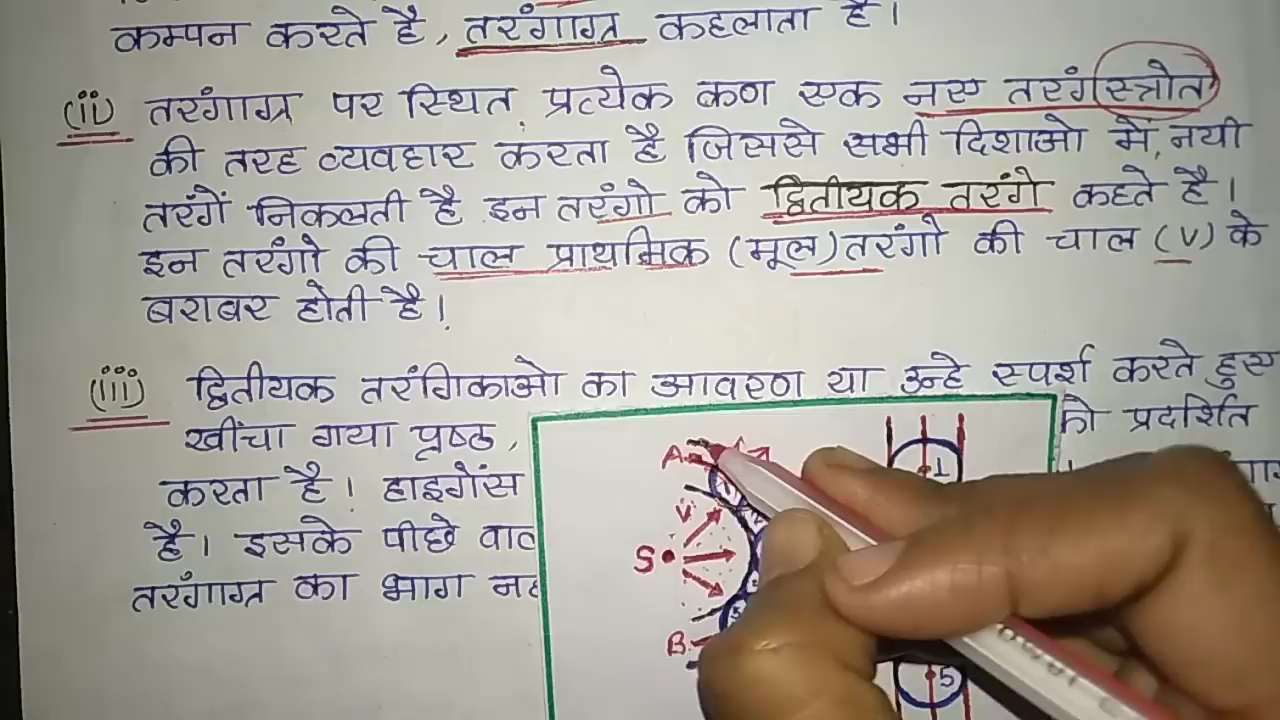 कम्पन करते है, तरंगाग्र कहलाता है।
(ii) तरंगाग्र पर स्थित प्रत्येक कण एक नए तरंगस्त्रोत
की तरह व्यवहार करता है जिससे सभी दिशाओ में नयी
तरंगें निकलती है इन तरंगो को द्वितीयक तरंगे कहते है।
इन तरंगो की चाल प्राथमिक (मूल) तरंगो की चाल (v) के
बराबर होती है।
(iii) द्वितीयक तरंगिकाओ का आवरण या उन्हे स्पर्श करते हुए
खींचा गया पृष्ठ, की प्रदर्शित
करता है। हाइगेंस
है। इसके पीछे
तरंगाग्र का भाग
A
1
V
S
B
5